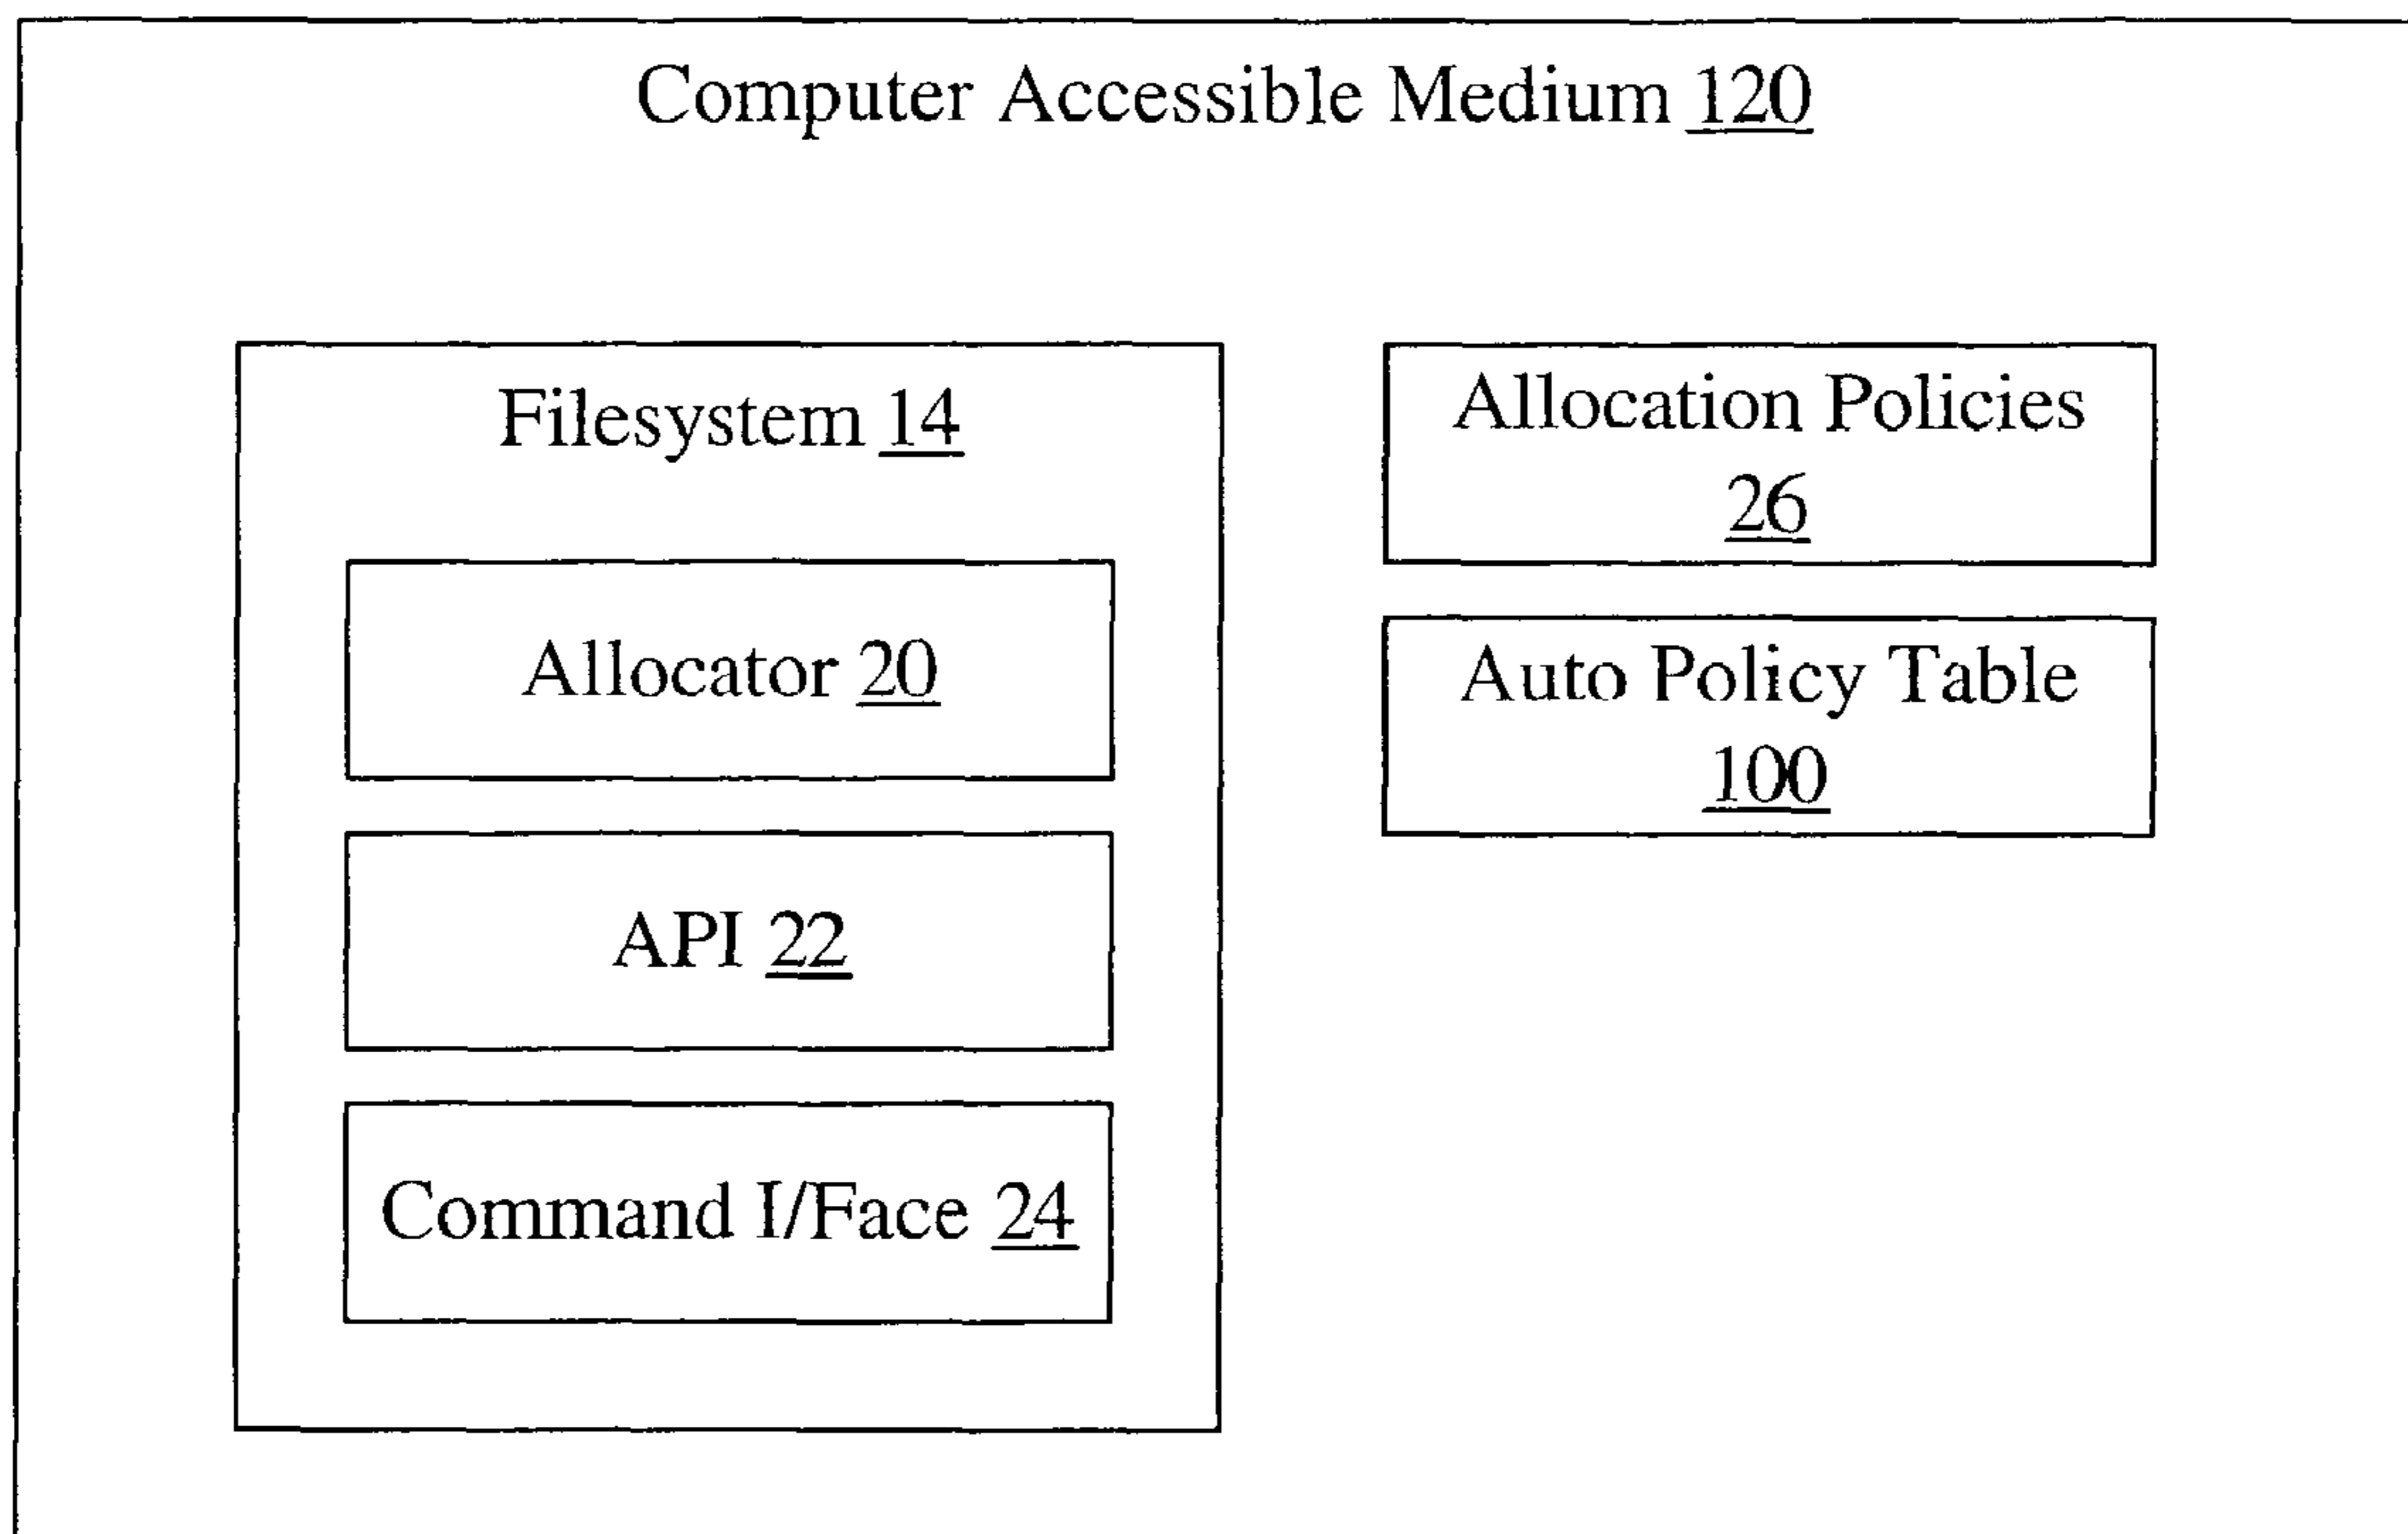 Computer Accessible Medium 120
Filesystem 14
Allocator 20
API 22
Command I/Face 24
Allocation Policies
26
Auto Policy Table
100